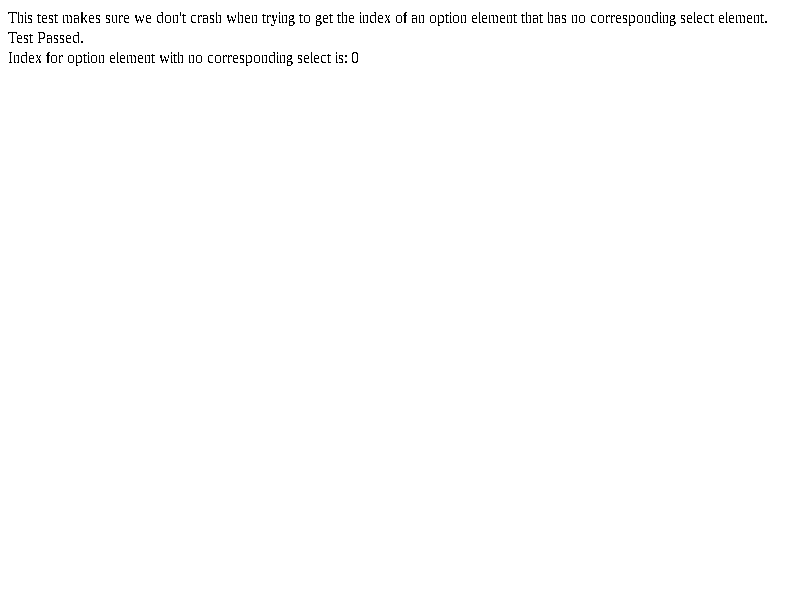 This test makes sure we don't crash when trying to get the index of an option element that has no corresponding select element.
Test Passed.
Index for option element with no corresponding select is: 0